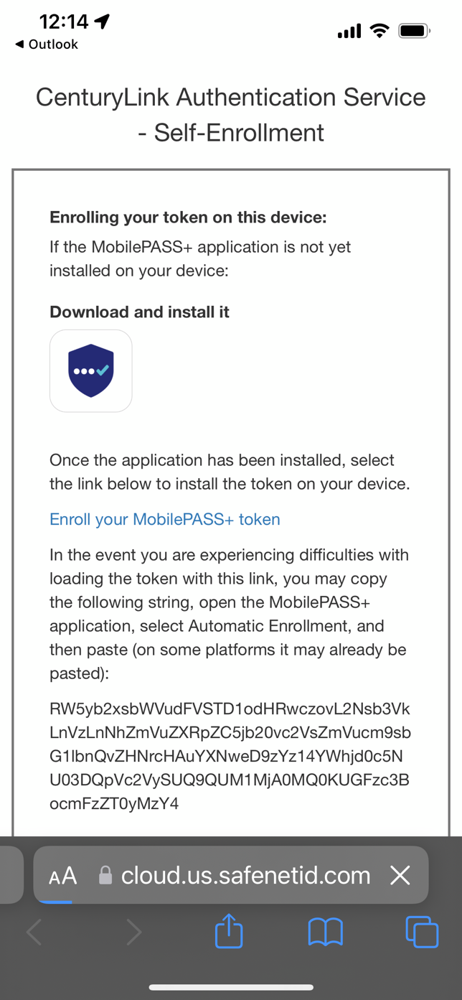 12:14
Outlook
CenturyLink Authentication Service
- Self-Enrollment
Enrolling your token on this device:
If the MobilePASS+ application is not yet
installed on your device:
Download and install it
Once the application has been installed, select
the link below to install the token on your device.
Enroll your MobilePASS+ token
In the event you are experiencing difficulties with
loading the token with this link, you may copy
the following string, open the MobilePASS+
application, select Automatic Enrollment, and
then paste (on some platforms it may already be
pasted):
RW5yb2xsbWVudFVSTD1odHRwczovL2Nsb3Vk
LnVzLnNhZmVuZXRpZC5jb20vc2VsZmVucm9sb
G1lbnQvZHNrcHAuYXNweD9zYz14YWhjd0c5N
U03DQpVc2VySUQ9QUM1MjA0MQ0KUGFzc3B
ocmFzZT0yMzY4
AA cloud.us.safenetid.com